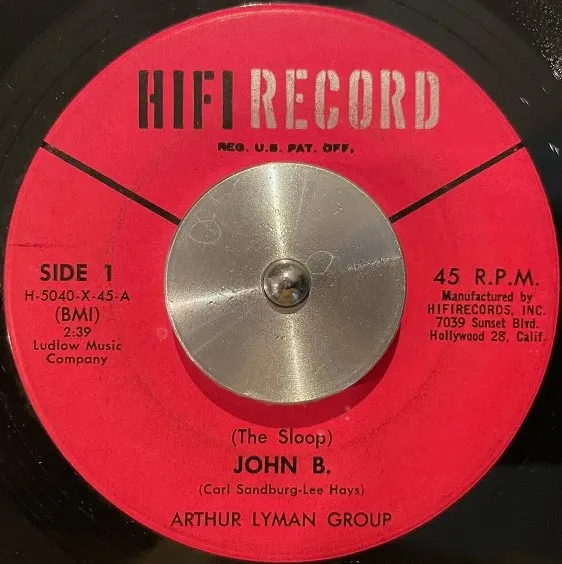 HIFI RECORD
REG. U.S. PAT. OFF.
SIDE 1
H-5040-X-45-A
(BMI)
2:39
Ludlow Music
Company
45 R.P.M.
Manufactured by
HIFIRECORDS, INC.
7039 Sunset Blvd.
Hollywood 28, Calif.
(The Sloop)
JOHN B.
(Carl Sandburg-Lee Hays)
ARTHUR LYMAN GROUP